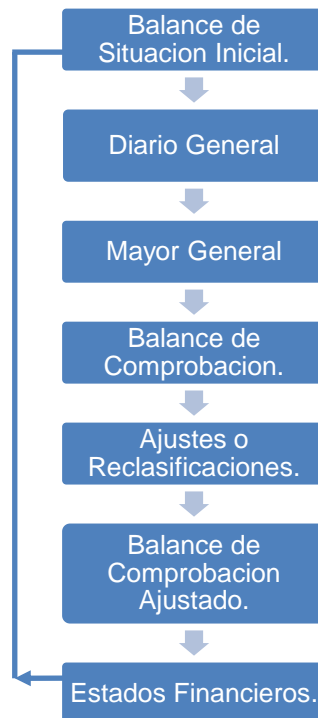 Balance de
Situacion Inicial.
Diario General
Mayor General
Balance de
Comprobacion.
Ajustes o
Reclasificaciones.
Balance de
Comprobacion
Ajustado.
Estados Financieros.